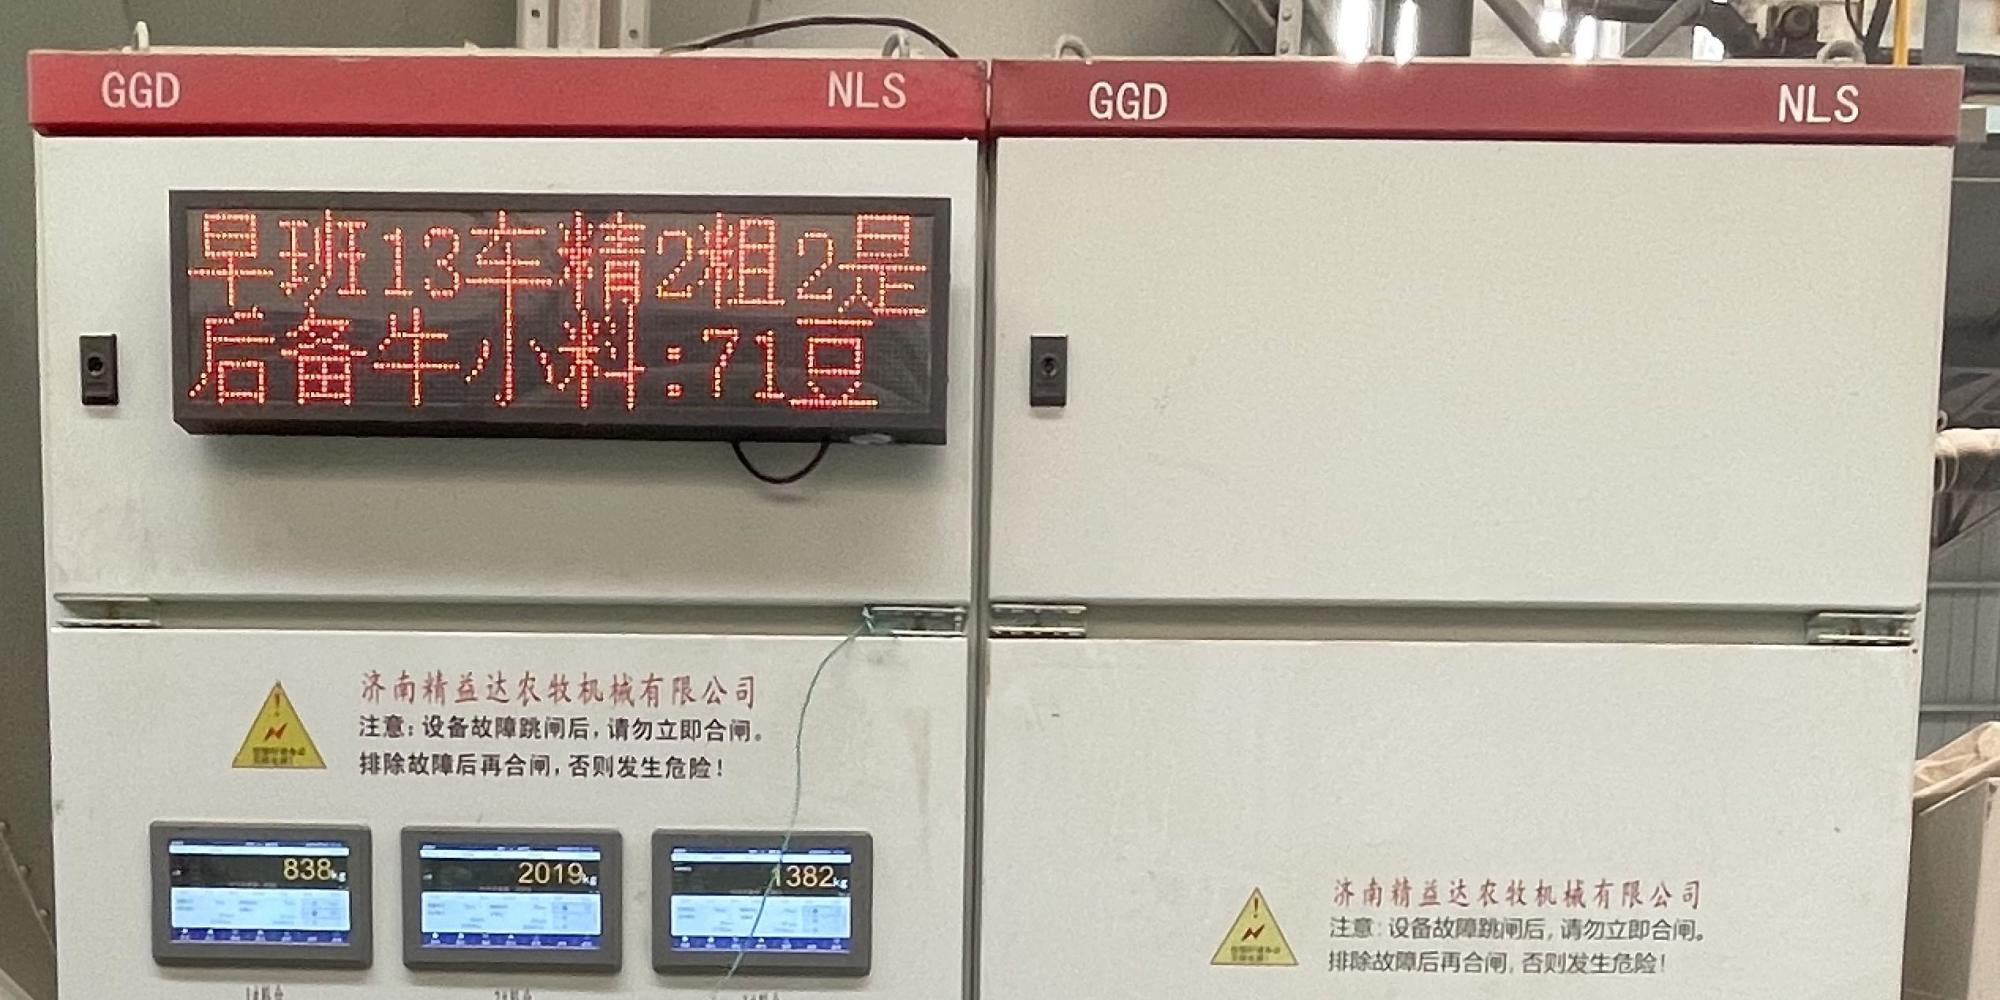 GGD NLS
GGD NLS
早班13车精2粗2是
后备牛小料:71豆
济南精益达农牧机械有限公司
注意:设备故障跳闸后,请勿立即合闸。
排除故障后再合闸,否则发生危险!
838kg
2019kg
1382kg
济南精益达农牧机械有限公司
注意:设备故障跳闸后,请勿立即合闸。
排除故障后再合闸,否则发生危险!